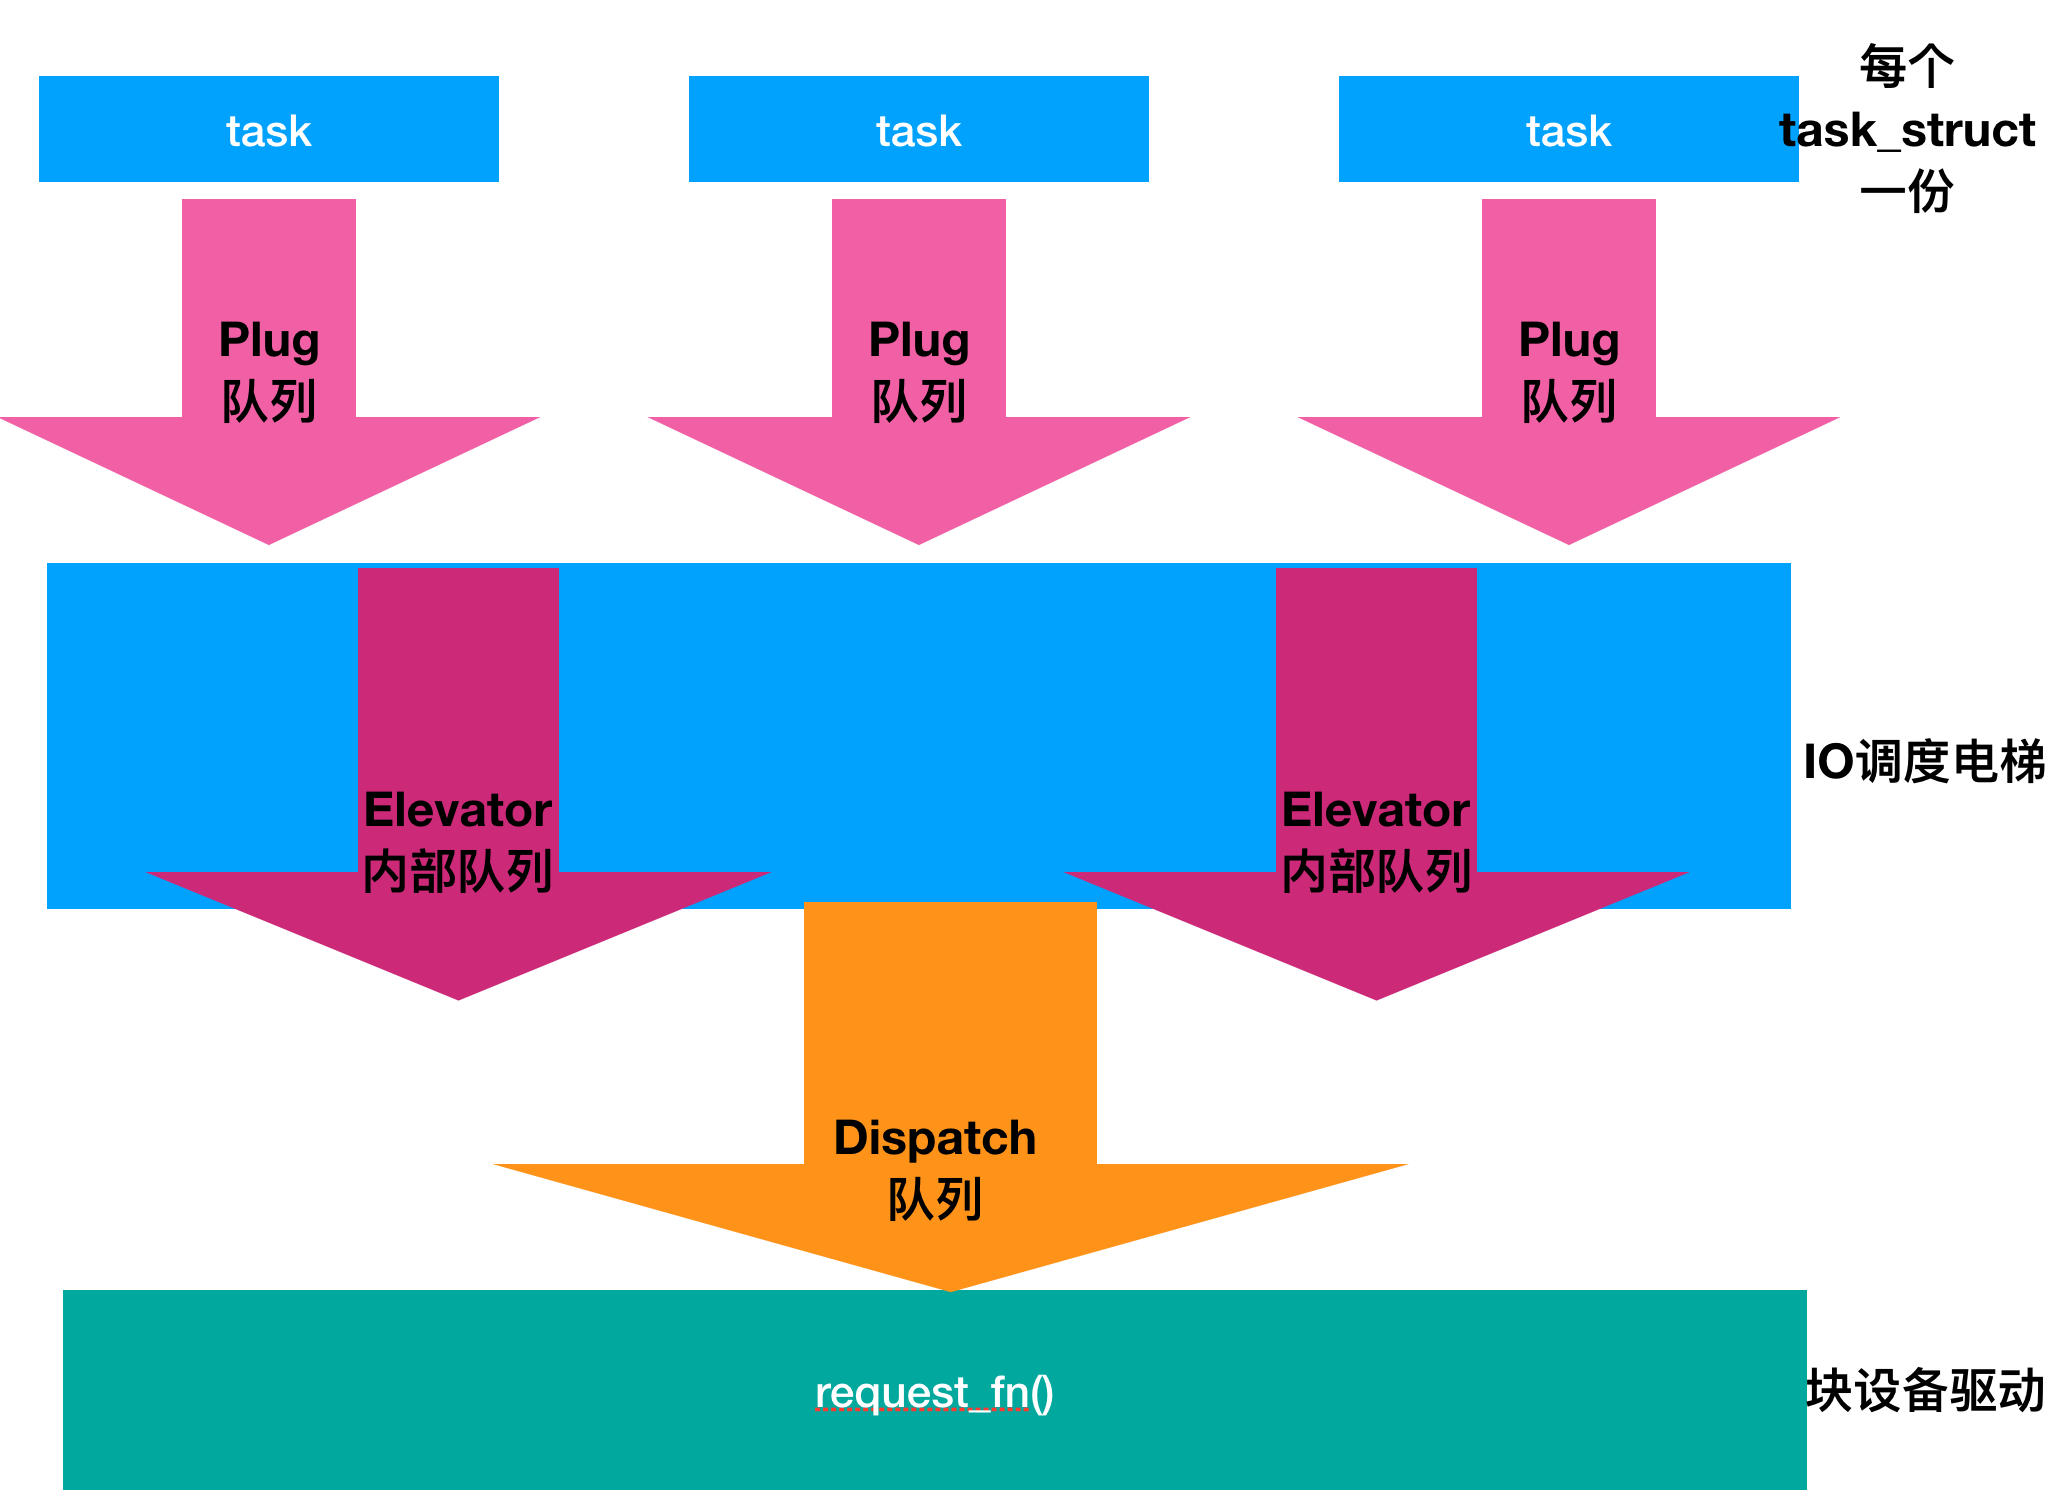 每个
task_struct
一份
task
task
task
Plug
队列
Plug
队列
Plug
队列
IO调度电梯
Elevator
内部队列
Elevator
内部队列
Dispatch
队列
request_fn()
块设备驱动